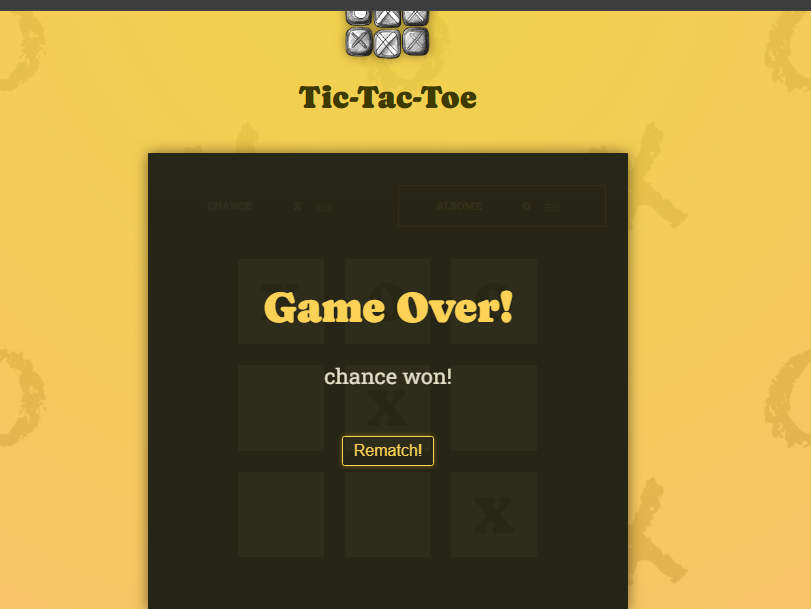 Tic-Tac-Toe
CHANCE X ALSOME O
Game Over!
chance won!
X
Rematch!
X